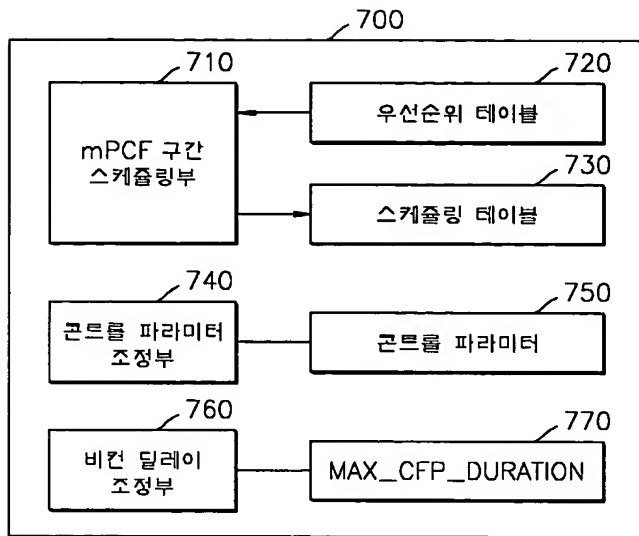 700
710
720
mPCF 구간
스케쥴링부
우선순위 테이블
730
스케쥴링 테이블
740
750
콘트롤 파라미터
조정부
콘트롤 파라미터
760
770
비컨 딜레이
조정부
MAX_CFP_DURATION